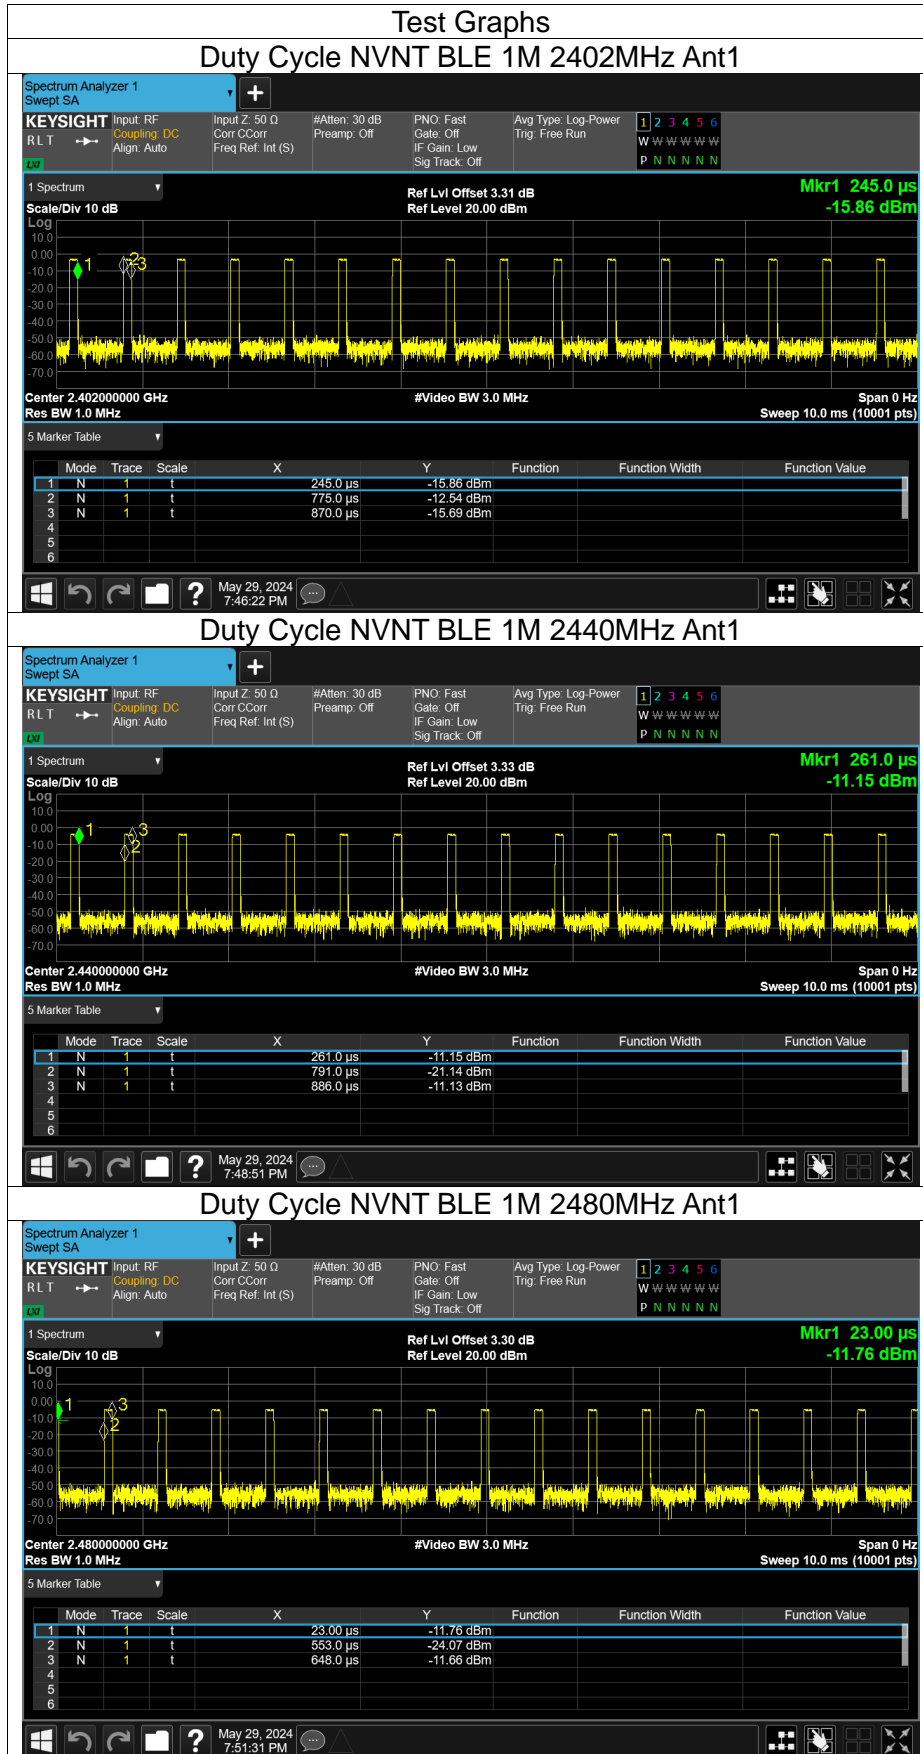 Test Graphs
Duty Cycle NVNT BLE 1M 2402MHz Ant1
Spectrum Analyzer 1
Swept SA
+
KEYSIGHT Input: RF Input Z: 50 Ω #Atten: 30 dB PNO: Fast Avg Type: Log-Power 1 2 3 4 5 6
RLT Coupling: DC Corr CCorr Preamp: Off Gate: Off Trig: Free Run W W W W W W
Align: Auto Freq Ref: Int (S) IF Gain: Low
LXI Sig Track: Off P N N N N N
1 Spectrum Ref Lvl Offset 3.31 dB Mkr1 245.0 µs
Scale/Div 10 dB Ref Level 20.00 dBm -15.86 dBm
Log
10.0
0.00
1 2 3
-10.0
-20.0
-30.0
-40.0
-50.0
-60.0
-70.0
Center 2.402000000 GHz #Video BW 3.0 MHz Span 0 Hz
Res BW 1.0 MHz Sweep 10.0 ms (10001 pts)
5 Marker Table
Mode Trace Scale X Y Function Function Width Function Value
1 N 1 t 245.0 µs -15.86 dBm
2 N 1 t 775.0 µs -12.54 dBm
3 N 1 t 870.0 µs -15.69 dBm
4
5
6
? May 29, 2024
7:46:22 PM
Duty Cycle NVNT BLE 1M 2440MHz Ant1
Spectrum Analyzer 1
Swept SA
+
KEYSIGHT Input: RF Input Z: 50 Ω #Atten: 30 dB PNO: Fast Avg Type: Log-Power 1 2 3 4 5 6
RLT Coupling: DC Corr CCorr Preamp: Off Gate: Off Trig: Free Run W W W W W W
Align: Auto Freq Ref: Int (S) IF Gain: Low
LXI Sig Track: Off P N N N N N
1 Spectrum Ref Lvl Offset 3.33 dB Mkr1 261.0 µs
Scale/Div 10 dB Ref Level 20.00 dBm -11.15 dBm
Log
10.0
0.00 1 3
-10.0 2
-20.0
-30.0
-40.0
-50.0
-60.0
-70.0
Center 2.440000000 GHz #Video BW 3.0 MHz Span 0 Hz
Res BW 1.0 MHz Sweep 10.0 ms (10001 pts)
5 Marker Table
Mode Trace Scale X Y Function Function Width Function Value
1 N 1 t 261.0 µs -11.15 dBm
2 N 1 t 791.0 µs -21.14 dBm
3 N 1 t 886.0 µs -11.13 dBm
4
5
6
? May 29, 2024
7:48:51 PM
Duty Cycle NVNT BLE 1M 2480MHz Ant1
Spectrum Analyzer 1
Swept SA
+
KEYSIGHT Input: RF Input Z: 50 Ω #Atten: 30 dB PNO: Fast Avg Type: Log-Power 1 2 3 4 5 6
RLT Coupling: DC Corr CCorr Preamp: Off Gate: Off Trig: Free Run W W W W W W
Align: Auto Freq Ref: Int (S) IF Gain: Low
LXI Sig Track: Off P N N N N N
1 Spectrum Ref Lvl Offset 3.30 dB Mkr1 23.00 µs
Scale/Div 10 dB Ref Level 20.00 dBm -11.76 dBm
Log
10.0
0.00 1 3
-10.0 2
-20.0
-30.0
-40.0
-50.0
-60.0
-70.0
Center 2.480000000 GHz #Video BW 3.0 MHz Span 0 Hz
Res BW 1.0 MHz Sweep 10.0 ms (10001 pts)
5 Marker Table
Mode Trace Scale X Y Function Function Width Function Value
1 N 1 t 23.00 µs -11.76 dBm
2 N 1 t 553.0 µs -24.07 dBm
3 N 1 t 648.0 µs -11.66 dBm
4
5
6
? May 29, 2024
7:51:31 PM